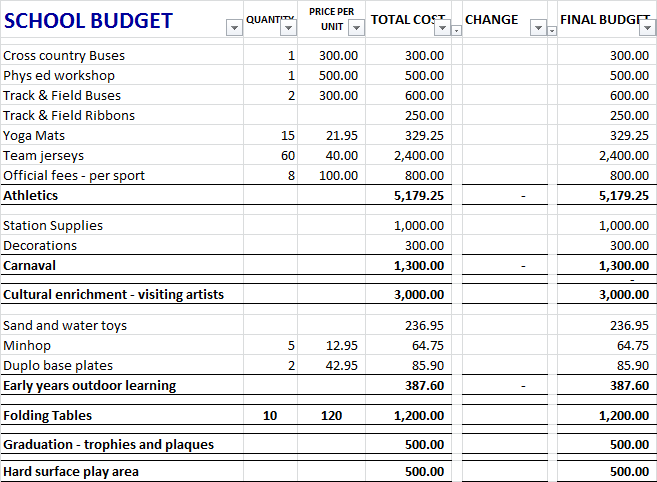 SCHOOL BUDGET QUANTITY PRICE PER UNIT TOTAL COST CHANGE FINAL BUDGET
Cross country Buses 1 300.00 300.00 300.00
Phys ed workshop 1 500.00 500.00 500.00
Track & Field Buses 2 300.00 600.00 600.00
Track & Field Ribbons 250.00 250.00
Yoga Mats 15 21.95 329.25 329.25
Team jerseys 60 40.00 2,400.00 2,400.00
Official fees - per sport 8 100.00 800.00 800.00
Athletics 5,179.25 - 5,179.25
Station Supplies 1,000.00 1,000.00
Decorations 300.00 300.00
Carnaval 1,300.00 - 1,300.00
-
Cultural enrichment - visiting artists 3,000.00 3,000.00
Sand and water toys 236.95 236.95
Minhop 5 12.95 64.75 64.75
Duplo base plates 2 42.95 85.90 85.90
Early years outdoor learning 387.60 - 387.60
Folding Tables 10 120 1,200.00 1,200.00
Graduation - trophies and plaques 500.00 500.00
Hard surface play area 500.00 500.00